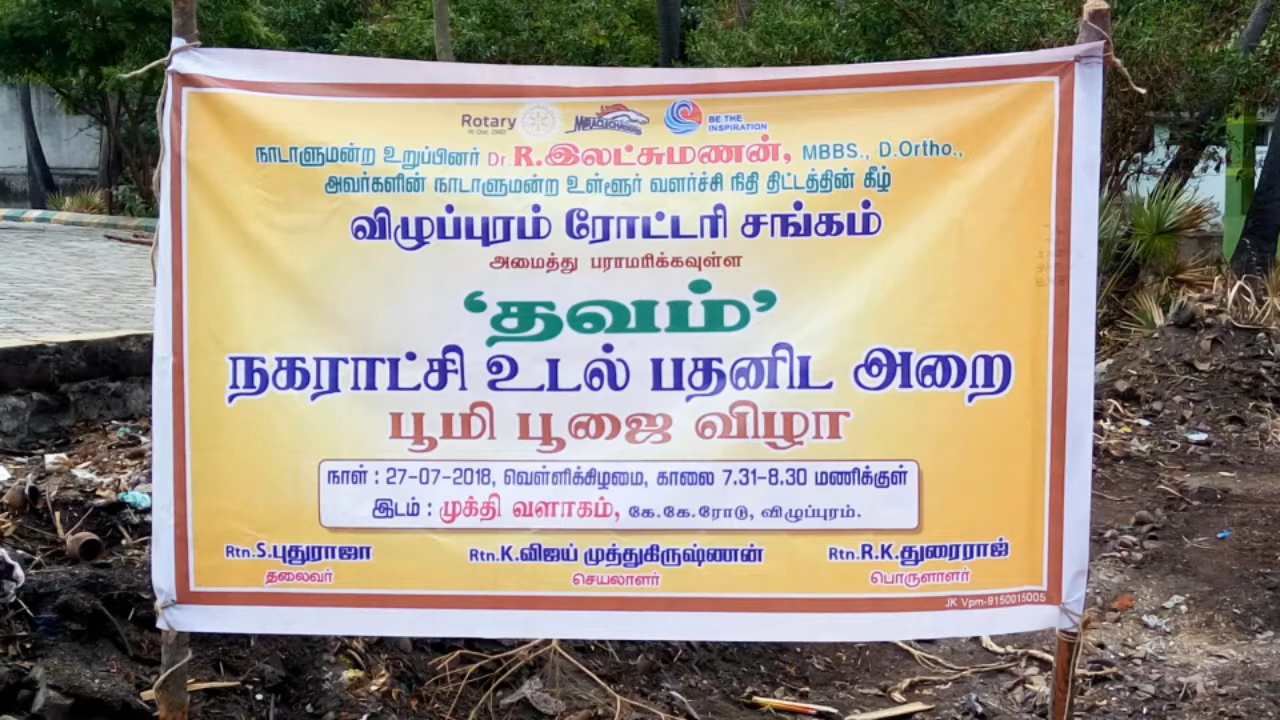 Rotary
BE THE
INSPIRATION
நாடாளுமன்ற உறுப்பினர் Dr.R.இலட்சுமணன், MBBS., D.Ortho.,
அவர்களின் நாடாளுமன்ற உள்ளூர் வளர்ச்சி நிதி திட்டத்தின் கீழ்
விழுப்புரம் ரோட்டரி சங்கம்
அமைத்து பராமரிக்கவுள்ள
‘தவம்’
நகராட்சி உடல் பதனிட அறை
பூமி பூஜை விழா
நாள் : 27-07-2018, வெள்ளிக்கிழமை, காலை 7.31-8.30 மணிக்குள்
இடம் : முக்தி வளாகம், கே.கே.ரோடு, விழுப்புரம்.
Rtn.S.புதுராஜா Rtn.K.விஜய் முத்துகிருஷ்ணன் Rtn.R.K.துரைராஜ்
தலைவர் செயலாளர் பொருளாளர்
JK Vpm-9150015005